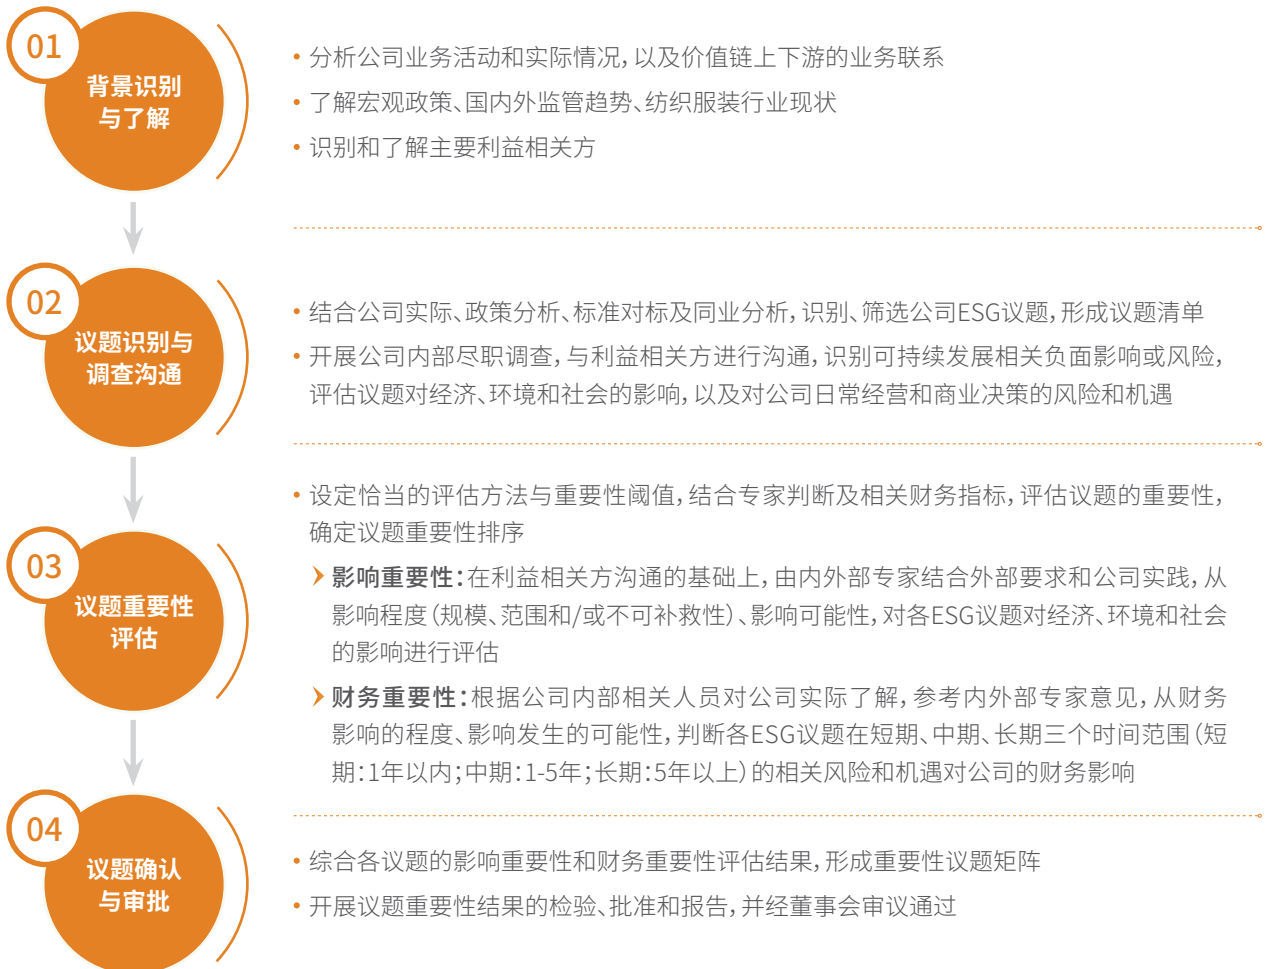 01
背景识别
与了解
• 分析公司业务活动和实际情况，以及价值链上下游的业务联系
• 了解宏观政策、国内外监管趋势、纺织服装行业现状
• 识别和了解主要利益相关方
02
议题识别与
调查沟通
• 结合公司实际、政策分析、标准对标及同业分析，识别、筛选公司ESG议题，形成议题清单
• 开展公司内部尽职调查，与利益相关方进行沟通，识别可持续发展相关负面影响或风险，
评估议题对经济、环境和社会的影响，以及对公司日常经营和商业决策的风险和机遇
03
议题重要性
评估
• 设定恰当的评估方法与重要性阈值，结合专家判断及相关财务指标，评估议题的重要性，
确定议题重要性排序
影响重要性：在利益相关方沟通的基础上，由内外部专家结合外部要求和公司实践，从
影响程度（规模、范围和/或不可补救性）、影响可能性，对各ESG议题对经济、环境和社会
的影响进行评估
财务重要性：根据公司内部相关人员对公司实际了解，参考内外部专家意见，从财务
影响的程度、影响发生的可能性，判断各ESG议题在短期、中期、长期三个时间范围（短
期：1年以内；中期：1-5年；长期：5年以上）的相关风险和机遇对公司的财务影响
04
议题确认
与审批
• 综合各议题的影响重要性和财务重要性评估结果，形成重要性议题矩阵
• 开展议题重要性结果的检验、批准和报告，并经董事会审议通过